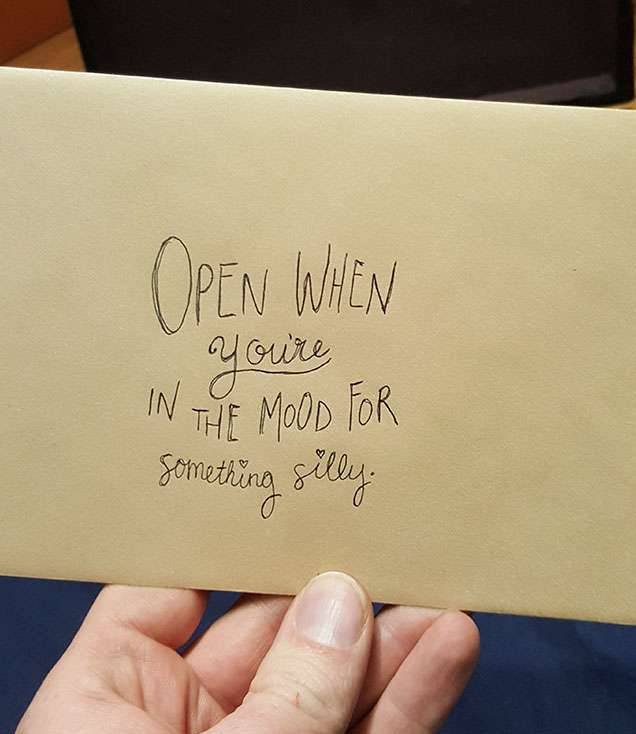 OPEN WHEN
you're
IN THE MOOD FOR
something silly.